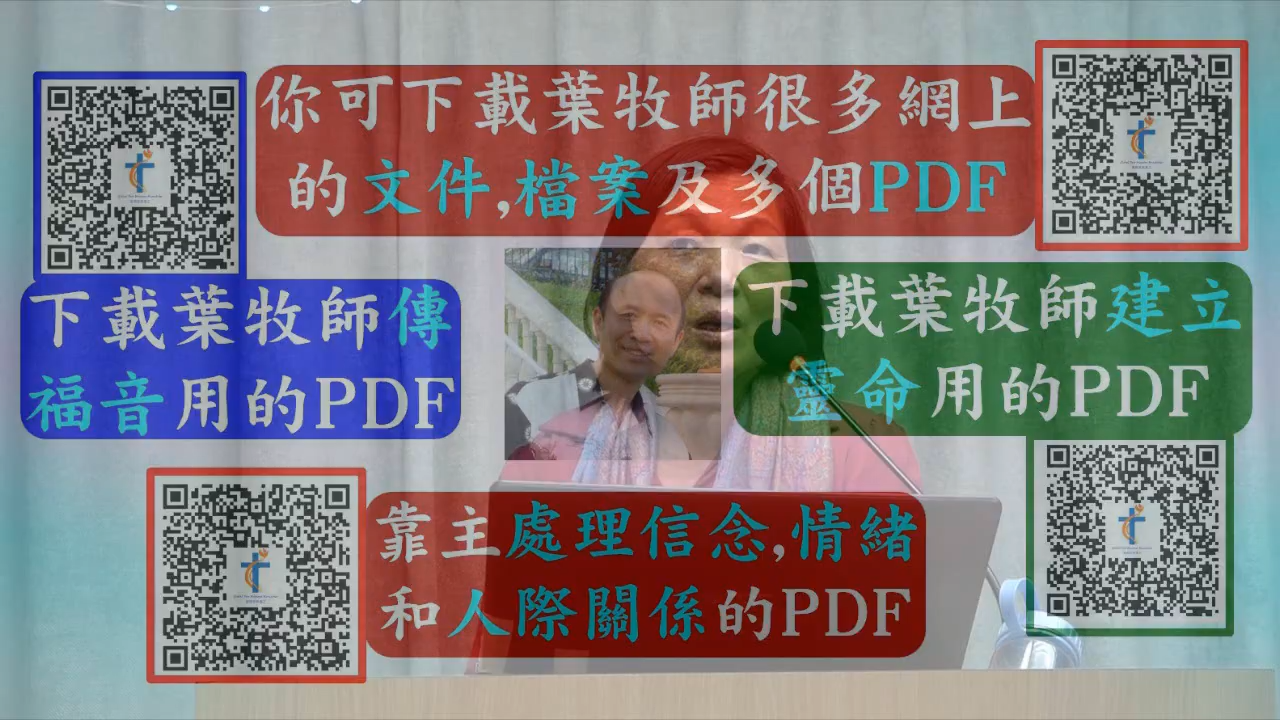 你可下載葉牧師很多網上
的文件,檔案及多個PDF
下載葉牧師傳
福音用的PDF
下載葉牧師建立
靈命用的PDF
靠主處理信念,情緒
和人際關係的PDF